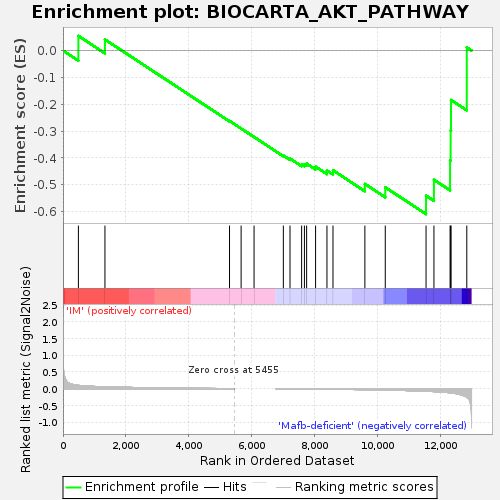 Enrichment plot: BIOCARTA_AKT_PATHWAY
Enrichment score (ES)
0.0
-0.1
-0.2
-0.3
-0.4
-0.5
-0.6
'IM' (positively correlated)
Ranked list metric (Signal2Noise)
2.5
2.0
1.5
1.0
0.5
0.0
-0.5
-1.0
Zero cross at 5455
'Mafb-deficient' (negatively correlated)
0
2,000
4,000
6,000
8,000
10,000
12,000
Rank in Ordered Dataset
Enrichment profile
Hits
Ranking metric scores